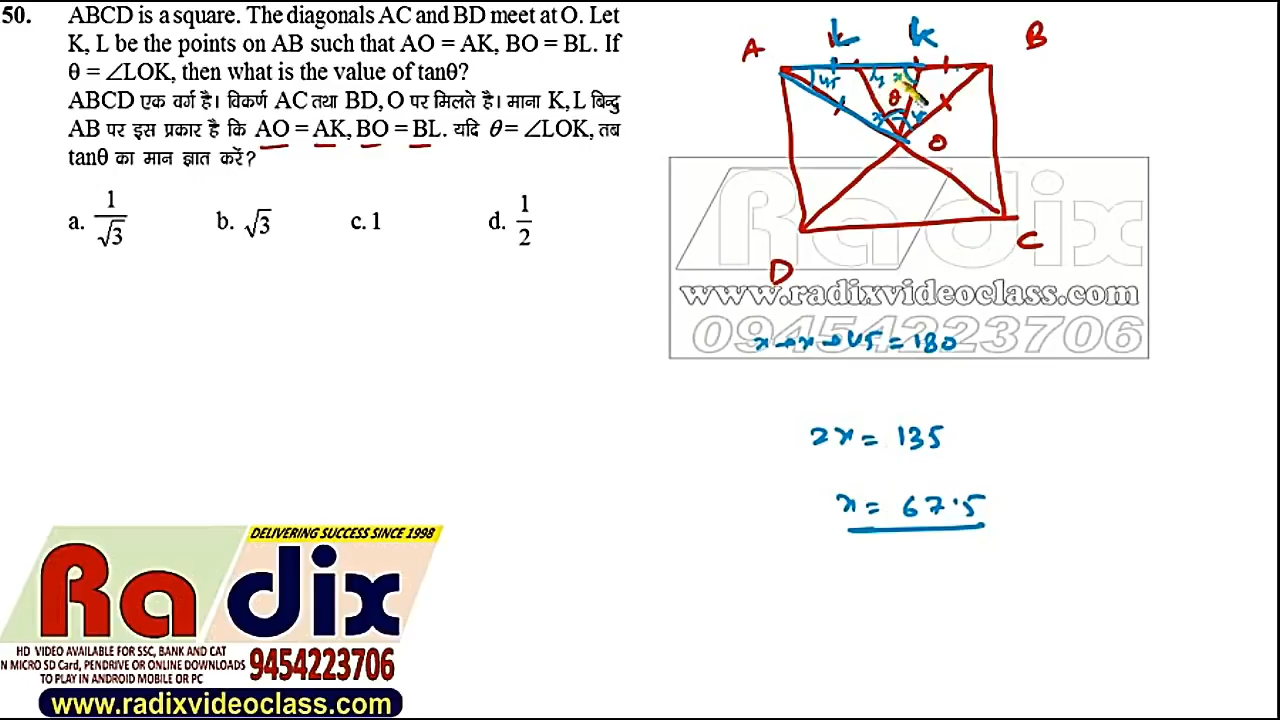 50. ABCD is a square. The diagonals AC and BD meet at O. Let
K, L be the points on AB such that AO = AK, BO = BL. If
θ = ∠LOK, then what is the value of tanθ?
ABCD एक वर्ग है। विकर्ण AC तथा BD, O पर मिलते है। माना K, L बिन्दु
AB पर इस प्रकार है कि AO = AK, BO = BL. यदि θ = ∠LOK, तब
tanθ का मान ज्ञात करें?
a. 1/√3 b. √3 c. 1 d. 1/2
A k B
45 x
θ
x x
O
D C
Radix
www.radixvideoclass.com
09454223706
x + x + 45 = 180
2x = 135
x = 67.5
DELIVERING SUCCESS SINCE 1998
Radix
HD VIDEO AVAILABLE FOR SSC, BANK AND CAT
N MICRO SD Card, PENDRIVE OR ONLINE DOWNLOADS
TO PLAY IN ANDROID MOBILE OR PC
9454223706
www.radixvideoclass.com